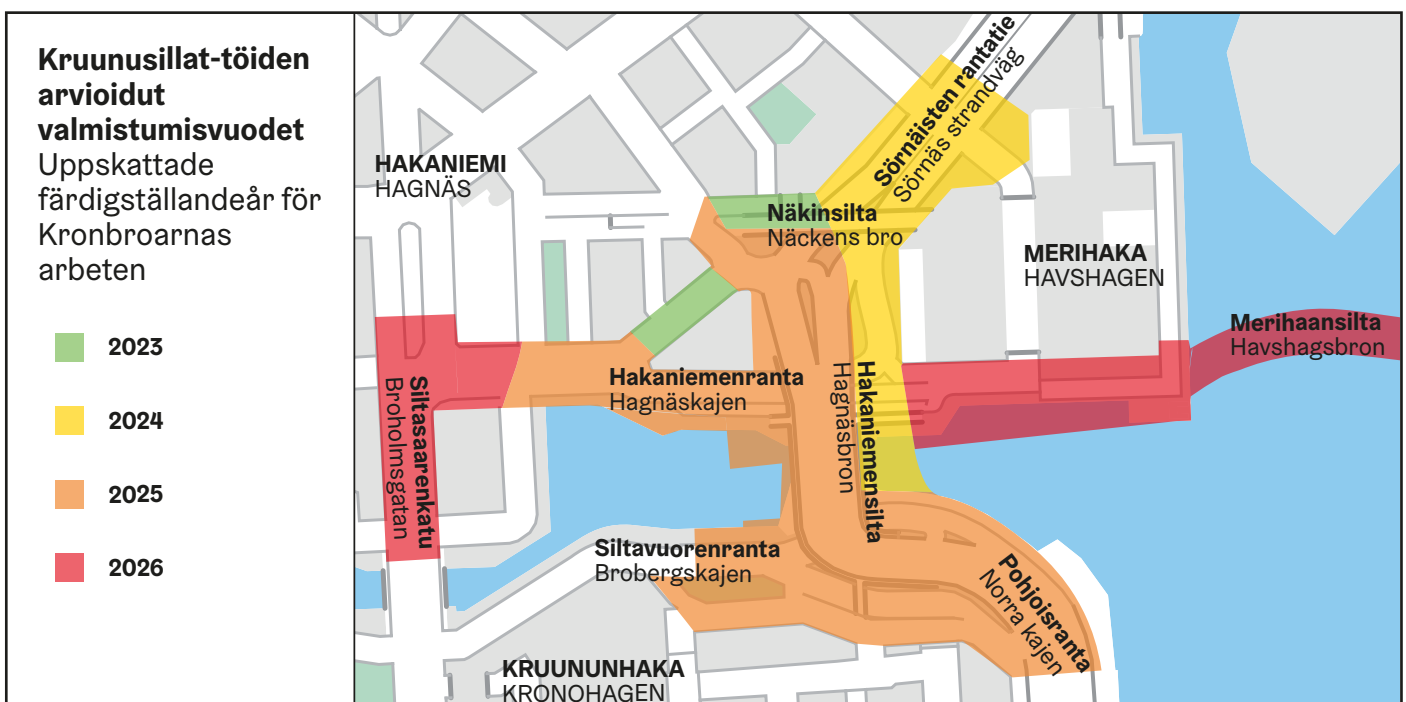 Kruunusillat-töiden
arvioidut
valmistumisvuodet
Uppskattade
färdigställandeår för
Kronbroarnas
arbeten
2023
2024
2025
2026
HAKANIEMI
HAGNÄS
Sörnäisten rantatie
Sörnäs strandväg
Näkinsilta
Näckens bro
MERIHAKA
HAVSHAGEN
Merihaansilta
Havshagsbron
Siltasaarenkatu
Broholmsgatan
Hakaniemenranta
Hagnäskajen
Hakaniemensilta
Hagnäsbron
Siltavuorenranta
Brobergskajen
Pohjoisranta
Norra kajen
KRUUNUNHAKA
KRONOHAGEN